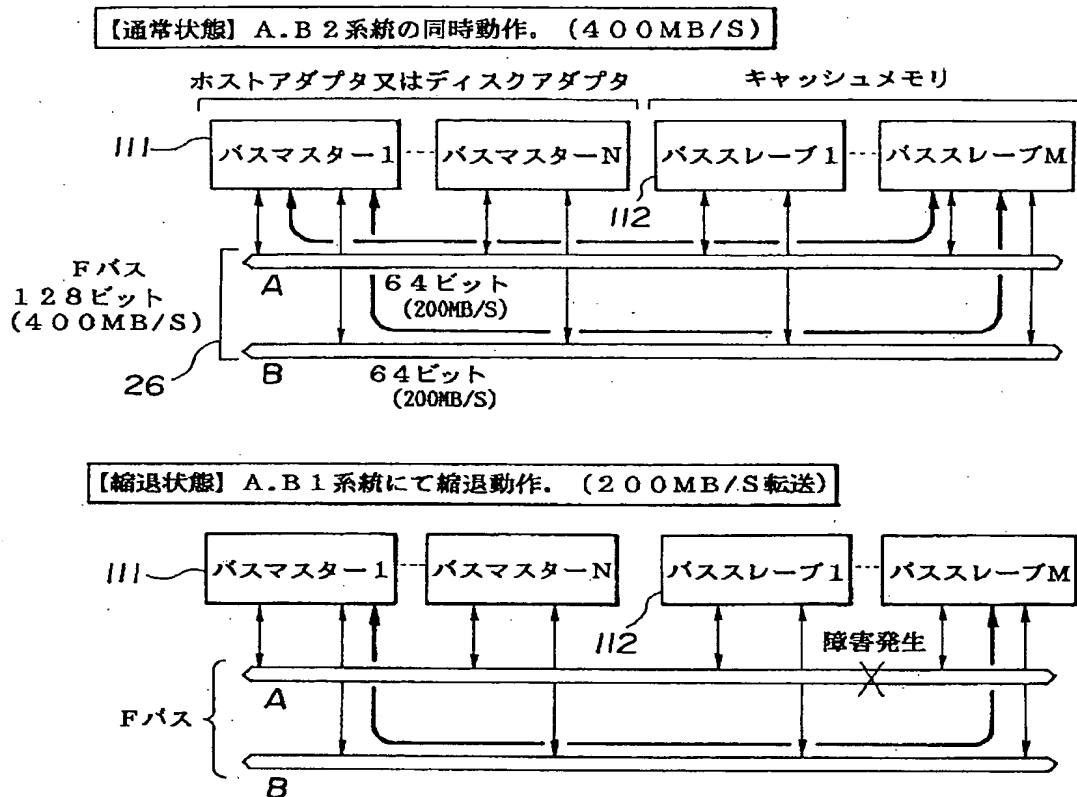 【通常状態】A.B2系統の同時動作。(400MB/S)
ホストアダプタ又はディスクアダプタ
キャッシュメモリ
111
バスマスター1
バスマスターN
バススレーブ1
バススレーブM
112
Fバス
128ビット
(400MB/S)
A
64ビット
(200MB/S)
26
B
64ビット
(200MB/S)
【縮退状態】A.B1系統にて縮退動作.(200MB/S転送)
111
バスマスター1
バスマスターN
バススレーブ1
バススレーブM
112
障害発生
Fバス
A
B